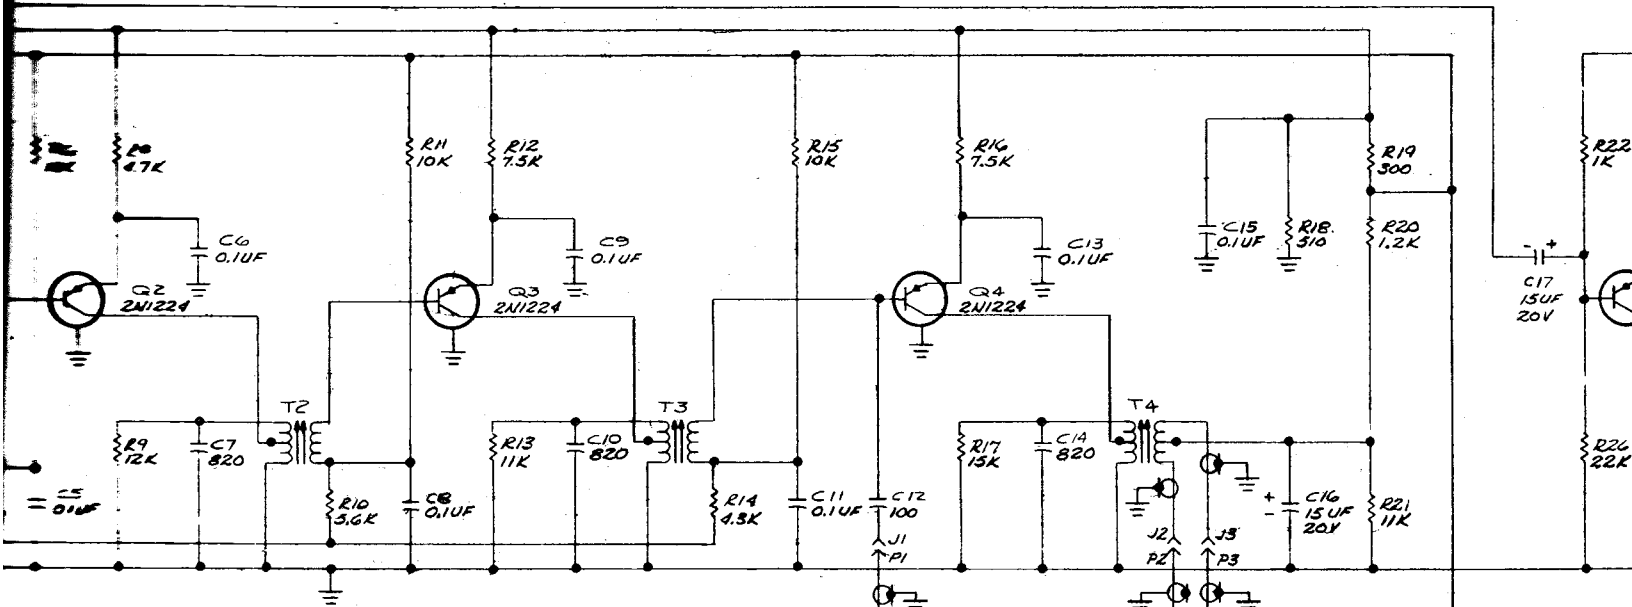 4.7K
R11
10K
R12
7.5K
R15
10K
R16
7.5K
R19
300
R22
1K
C6
0.1UF
C9
0.1UF
C13
0.1UF
C15
0.1UF
R18
510
R20
1.2K
- +
C17
15UF
20V
Q2
2N1224
Q3
2N1224
Q4
2N1224
T2
T3
T4
R9
12K
C7
820
R13
11K
C10
820
R17
15K
C14
820
R26
22K
C5
0.1UF
R10
5.6K
C8
0.1UF
R14
4.3K
C11
0.1UF
C12
100
+
-
C16
15UF
20V
R21
11K
J1
P1
J2
P2
J3
P3